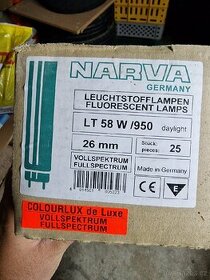 NARVA
GERMANY
LEUCHTSTOFFLAMPEN
FLUORESCENT LAMPS
LT 58 W /950 daylight
26 mm Stück: pieces: 25
VOLLSPEKTRUM
FULLSPECTRUM
Made in Germany
COLOURLUX de Luxe
VOLLSPEKTRUM
FULLSPECTRUM